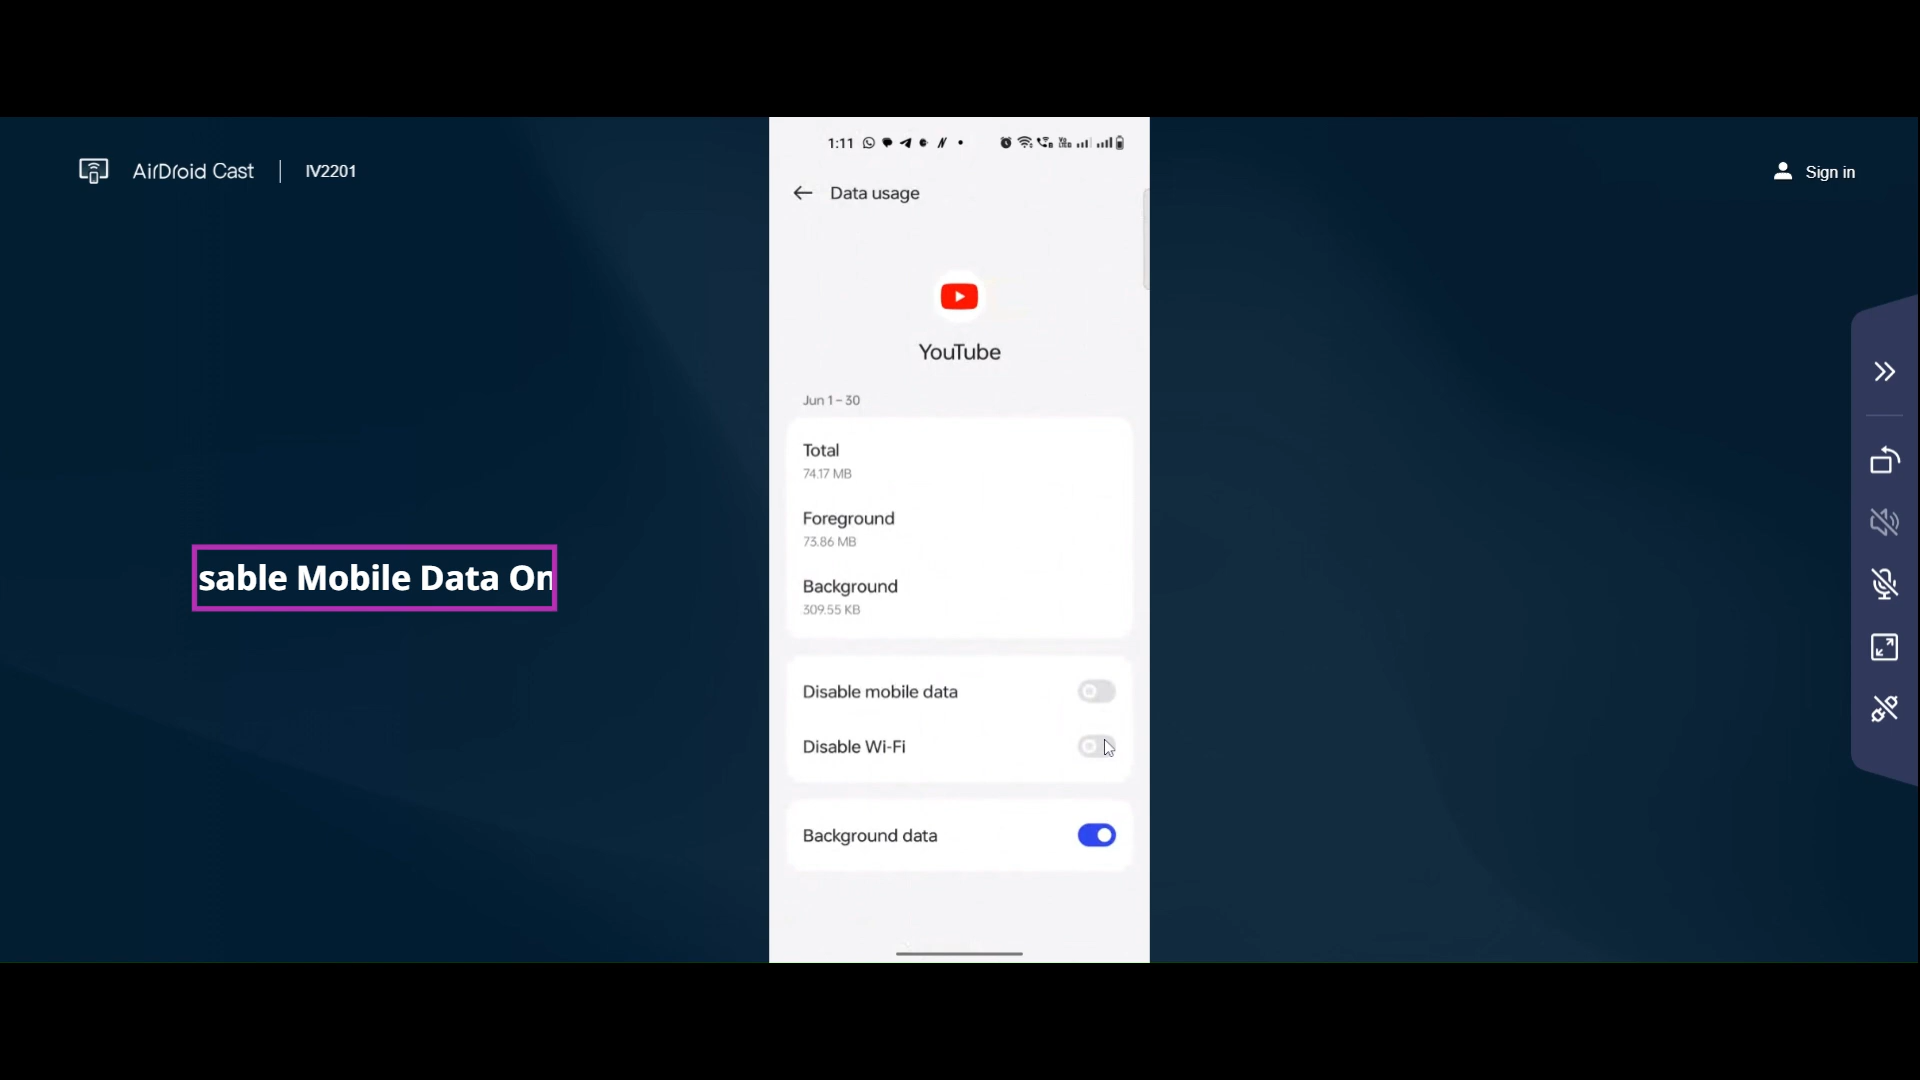 AirDroid Cast | IV2201
Sign in
1:11
Data usage
YouTube
Jun 1 – 30
Total
74.17 MB
Foreground
73.86 MB
Background
309.55 KB
sable Mobile Data On
Disable mobile data
Disable Wi-Fi
Background data